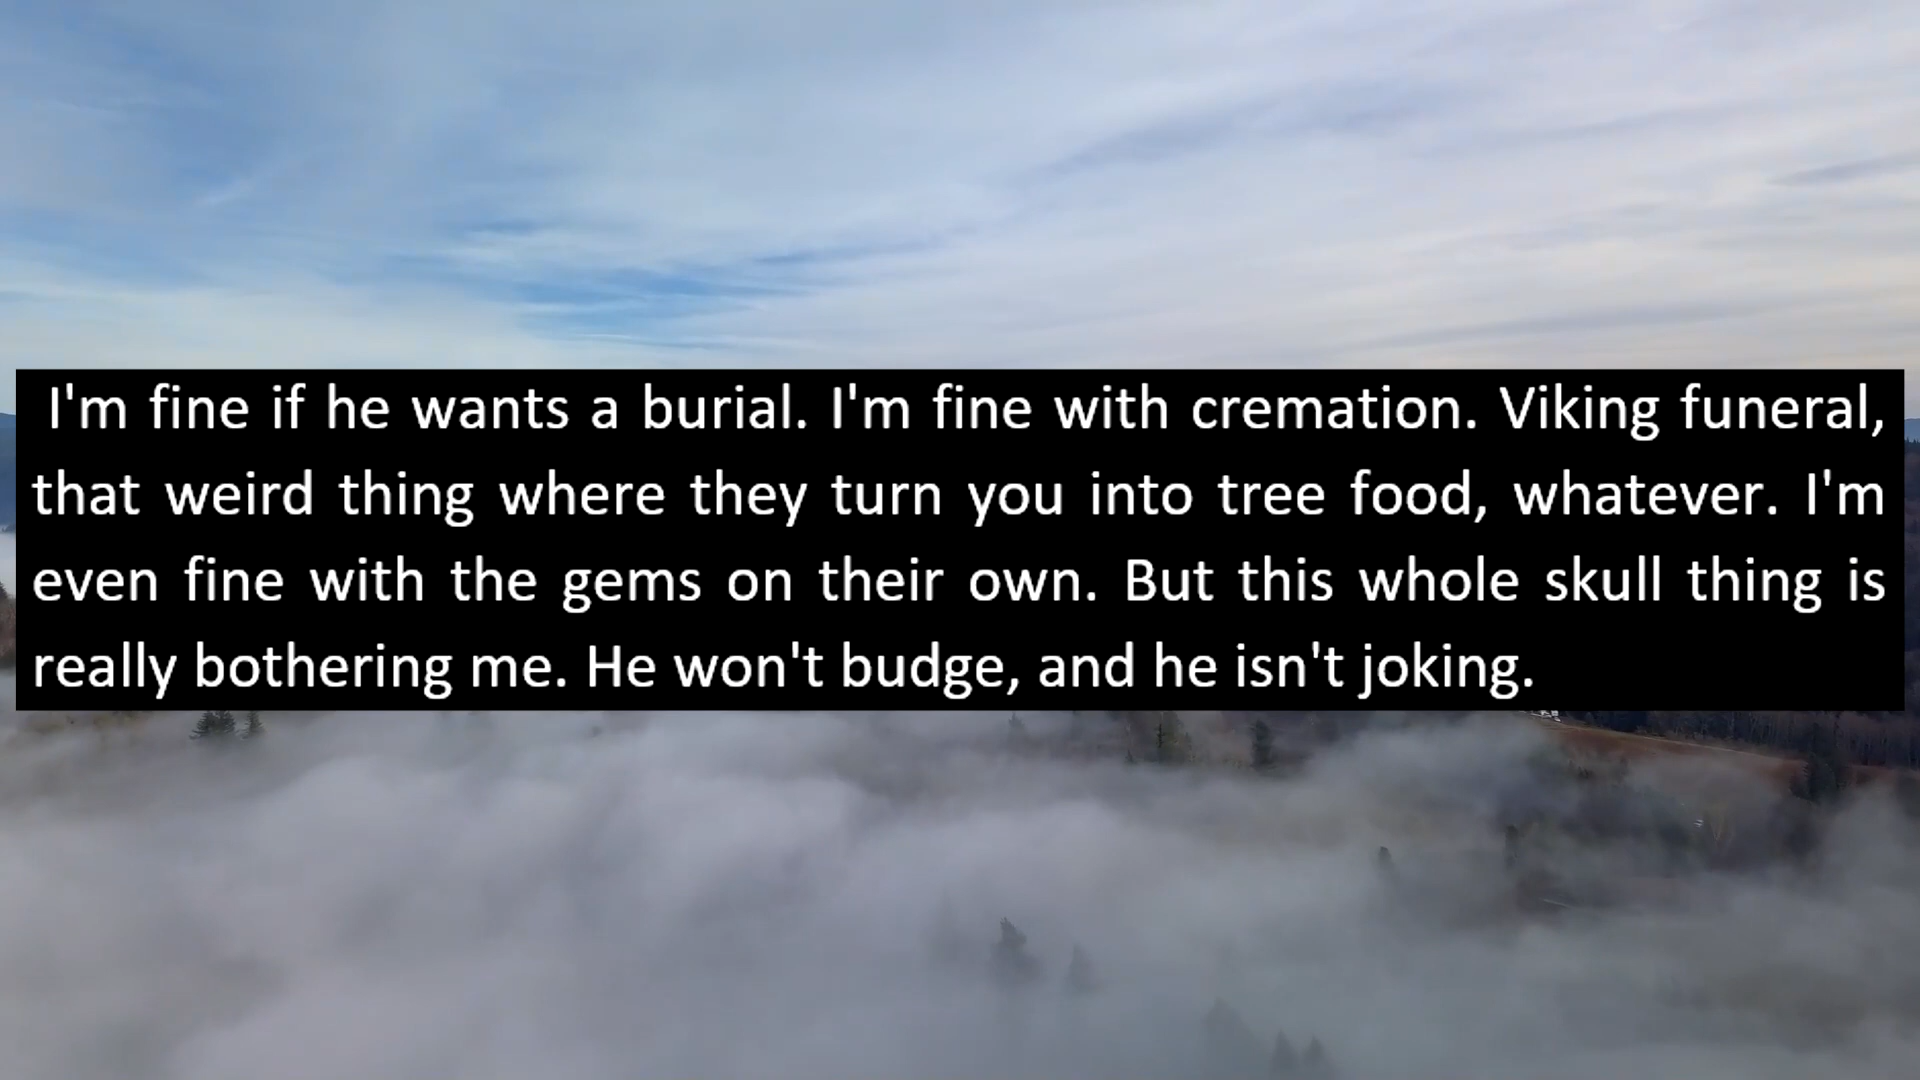 I'm fine if he wants a burial. I'm fine with cremation. Viking funeral,
that weird thing where they turn you into tree food, whatever. I'm
even fine with the gems on their own. But this whole skull thing is
really bothering me. He won't budge, and he isn't joking.